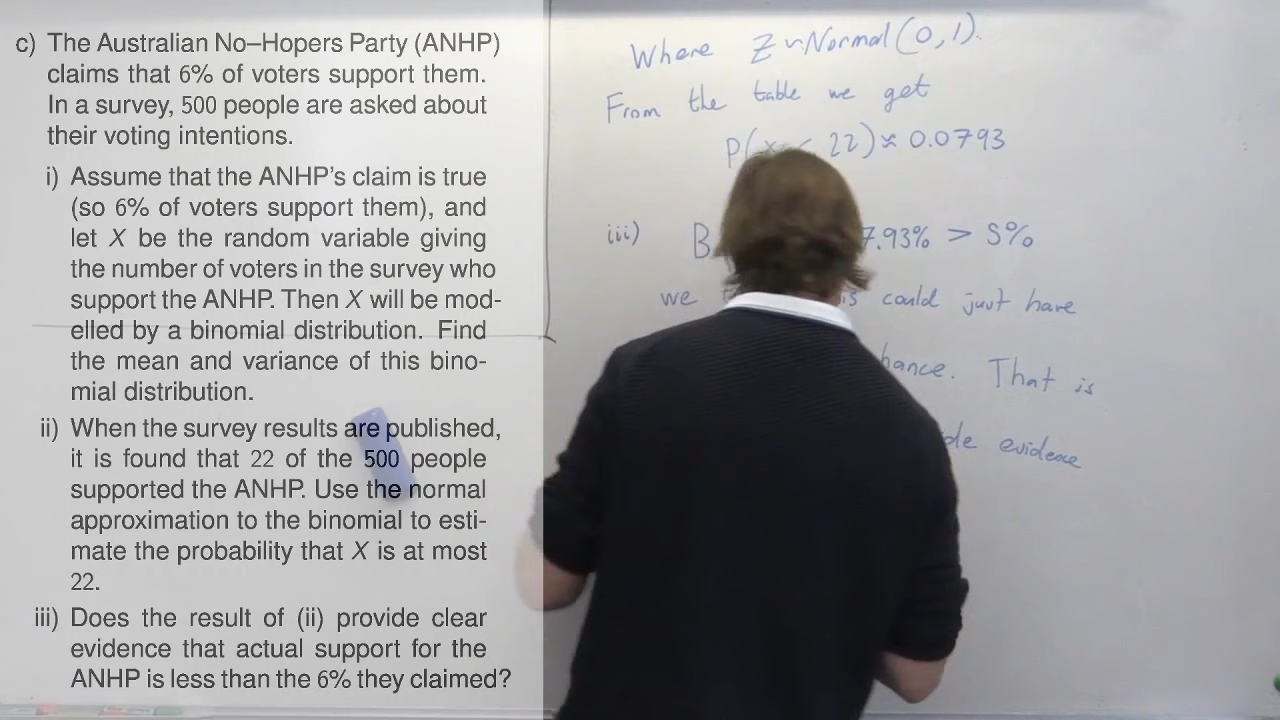 c) The Australian No–Hopers Party (ANHP)
claims that 6% of voters support them.
In a survey, 500 people are asked about
their voting intentions.
i) Assume that the ANHP's claim is true
(so 6% of voters support them), and
let X be the random variable giving
the number of voters in the survey who
support the ANHP. Then X will be mod-
elled by a binomial distribution. Find
the mean and variance of this bino-
mial distribution.
ii) When the survey results are published,
it is found that 22 of the 500 people
supported the ANHP. Use the normal
approximation to the binomial to esti-
mate the probability that X is at most
22.
iii) Does the result of (ii) provide clear
evidence that actual support for the
ANHP is less than the 6% they claimed?
Where Z ~ Normal (0,1).
From the table we get
P( 22) ≈ 0.0793
iii) 7.93% > 5%
we could just have
That is
evidence